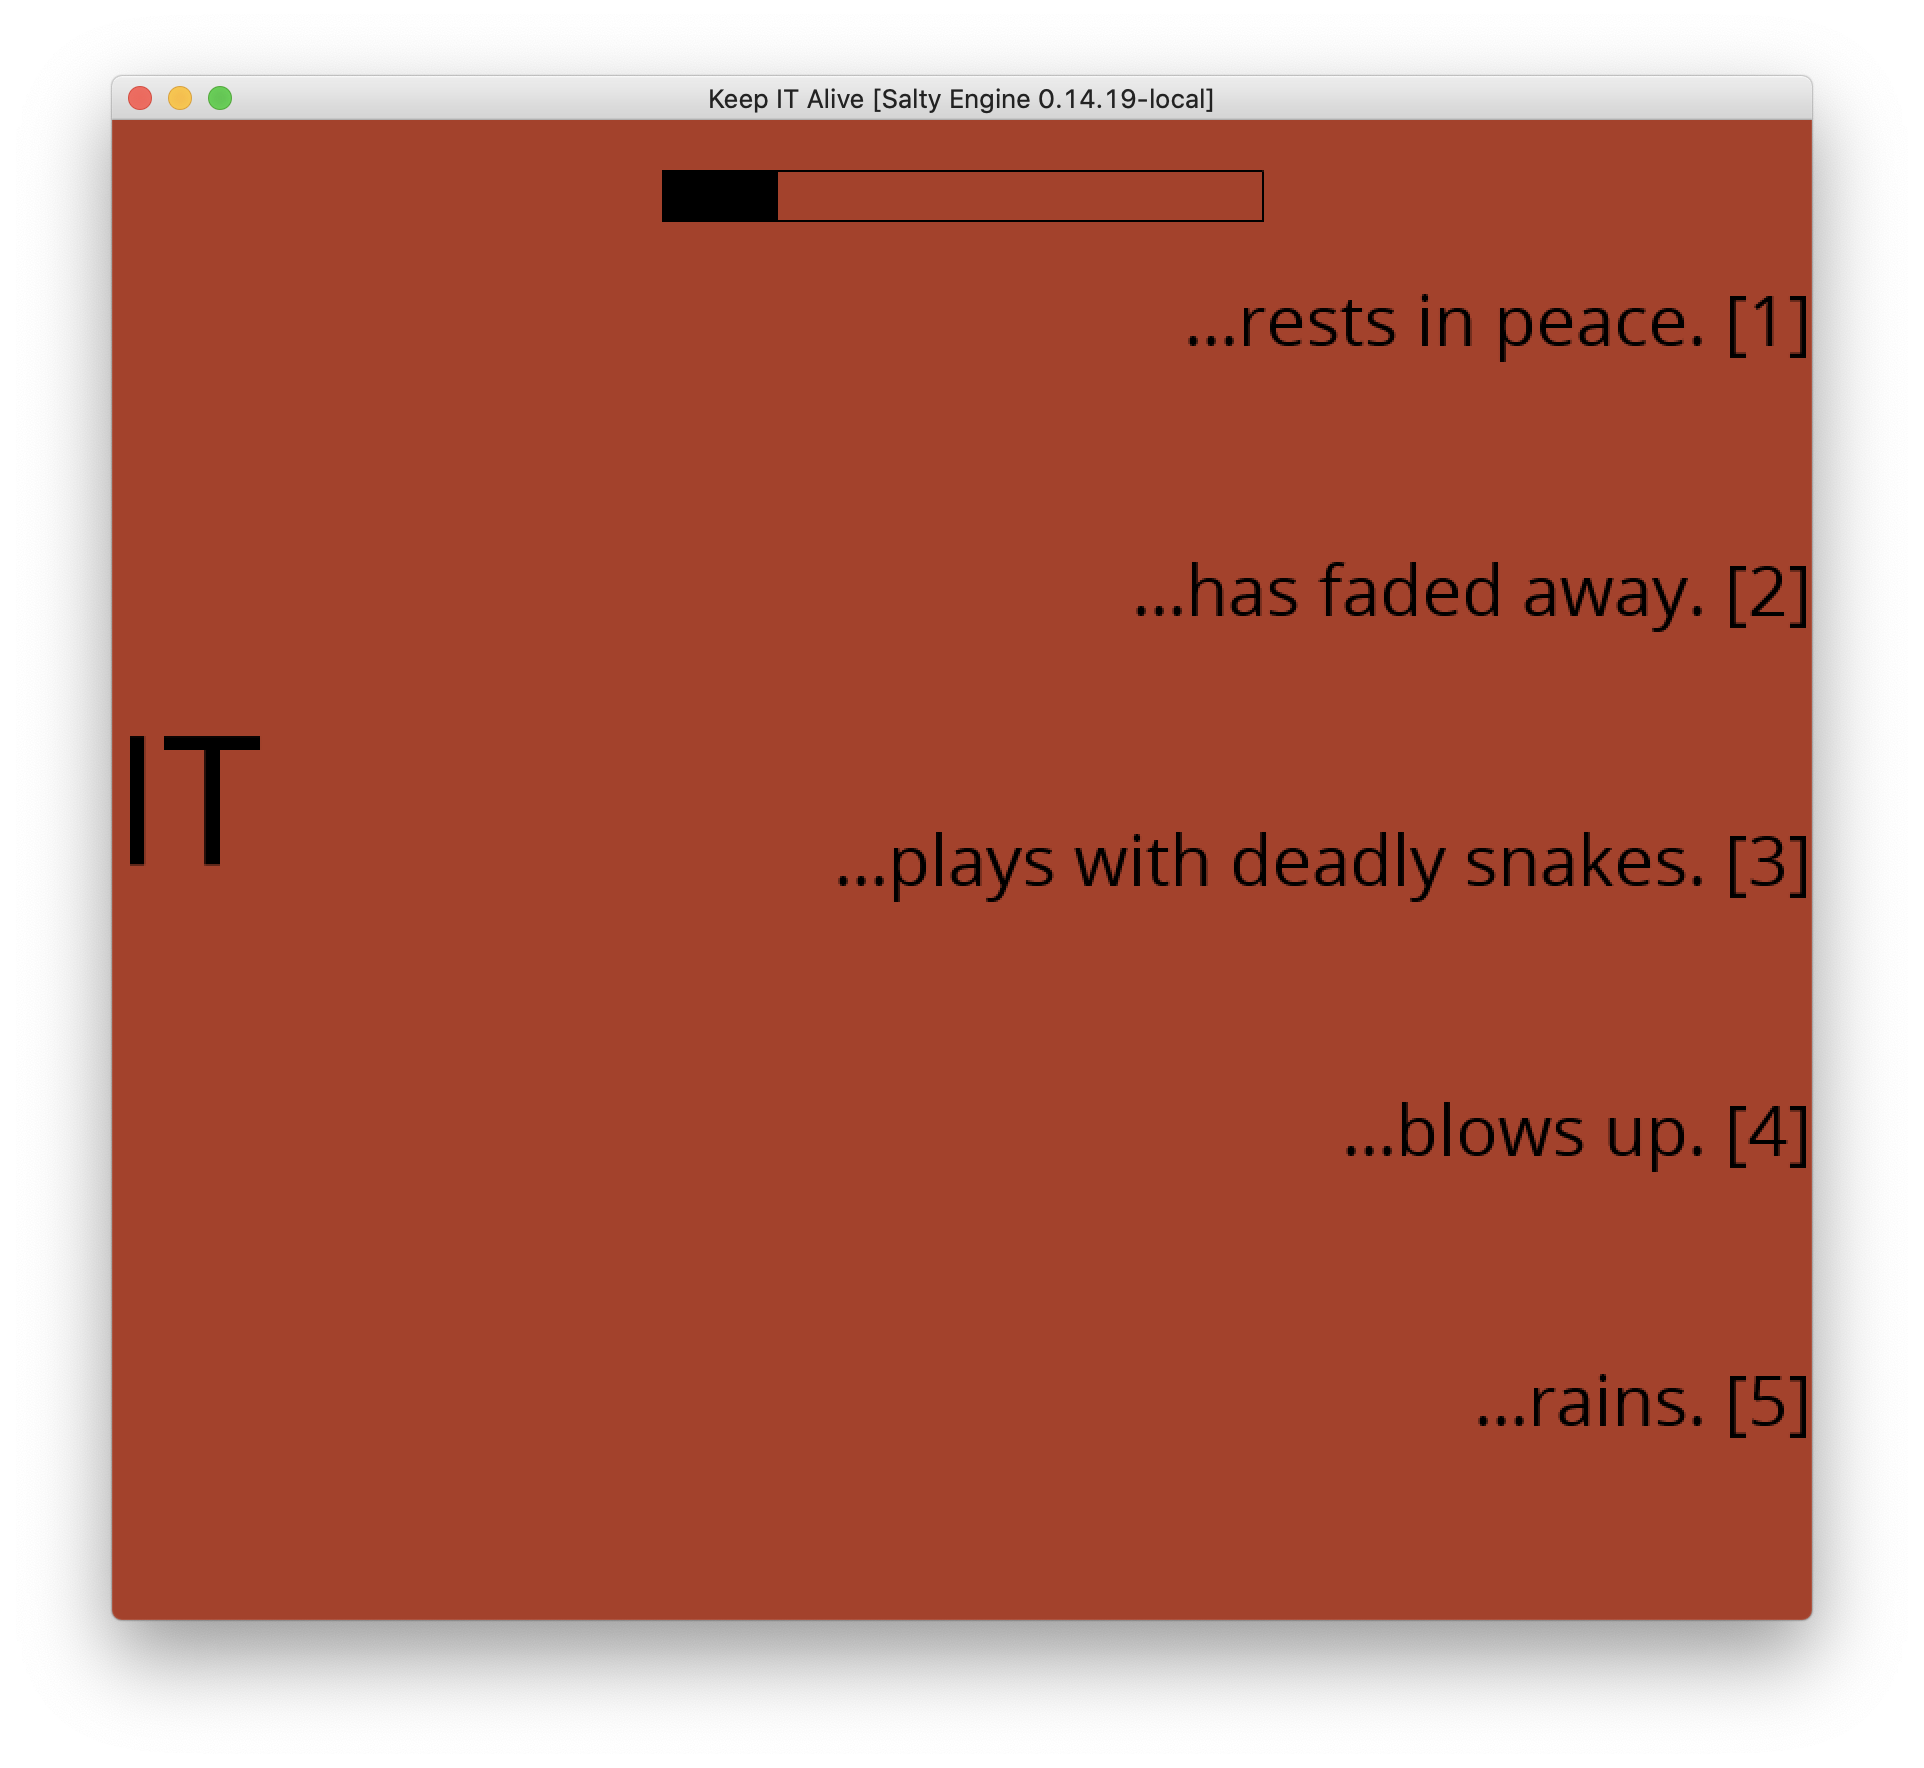 Keep IT Alive [Salty Engine 0.14.19-local]
...rests in peace. [1]
...has faded away. [2]
IT
...plays with deadly snakes. [3]
...blows up. [4]
...rains. [5]